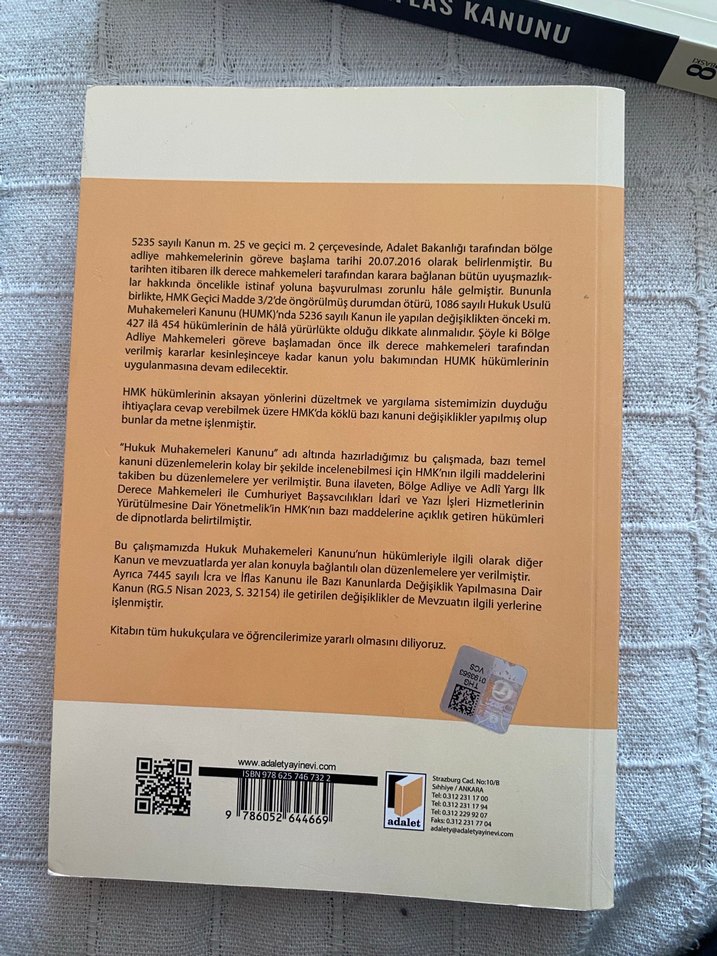 FLAS KANUNU
BASKI
8
5235 sayılı Kanun m. 25 ve geçici m. 2 çerçevesinde, Adalet Bakanlığı tarafından bölge
adliye mahkemelerinin göreve başlama tarihi 20.07.2016 olarak belirlenmiştir. Bu
tarihten itibaren ilk derece mahkemeleri tarafından karara bağlanan bütün uyuşmazlık-
lar hakkında öncelikle istinaf yoluna başvurulması zorunlu hâle gelmiştir. Bununla
birlikte, HMK Geçici Madde 3/2'de öngörülmüş durumdan ötürü, 1086 sayılı Hukuk Usulü
Muhakemeleri Kanunu (HUMK)'nda 5236 sayılı Kanun ile yapılan değişiklikten önceki m.
427 ilâ 454 hükümlerinin de hâlâ yürürlükte olduğu dikkate alınmalıdır. Şöyle ki Bölge
Adliye Mahkemeleri göreve başlamadan önce ilk derece mahkemeleri tarafından
verilmiş kararlar kesinleşinceye kadar kanun yolu bakımından HUMK hükümlerinin
uygulanmasına devam edilecektir.
HMK hükümlerinin aksayan yönlerini düzeltmek ve yargılama sistemimizin duyduğu
ihtiyaçlara cevap verebilmek üzere HMK'da köklü bazı kanuni değişiklikler yapılmış olup
bunlar da metne işlenmiştir.
"Hukuk Muhakemeleri Kanunu" adı altında hazırladığımız bu çalışmada, bazı temel
kanuni düzenlemelerin kolay bir şekilde incelenebilmesi için HMK'nın ilgili maddelerini
takiben bu düzenlemelere yer verilmiştir. Buna ilaveten, Bölge Adliye ve Adlî Yargı İlk
Derece Mahkemeleri ile Cumhuriyet Başsavcılıkları İdarî ve Yazı İşleri Hizmetlerinin
Yürütülmesine Dair Yönetmelik'in HMK'nın bazı maddelerine açıklık getiren hükümleri
de dipnotlarda belirtilmiştir.
Bu çalışmamızda Hukuk Muhakemeleri Kanunu'nun hükümleriyle ilgili olarak diğer
Kanun ve mevzuatlarda yer alan konuyla bağlantılı olan düzenlemelere yer verilmiştir.
Ayrıca 7445 sayılı İcra ve İflas Kanunu ile Bazı Kanunlarda Değişiklik Yapılmasına Dair
Kanun (RG.5 Nisan 2023, S. 32154) ile getirilen değişiklikler de Mevzuatın ilgili yerlerine
işlenmiştir.
Kitabın tüm hukukçulara ve öğrencilerimize yararlı olmasını diliyoruz.
THG
0193663
VCS
www.adaletyayinevi.com
ISBN 978 625 746 732 2
9 786052 644669
adalet
Strazburg Cad. No:10/B
Sıhhiye / ANKARA
Tel: 0.312 231 17 00
Tel: 0.312 231 17 94
Tel: 0.312 229 92 07
Faks: 0.312 231 77 04
adalety@adaletyayinevi.com